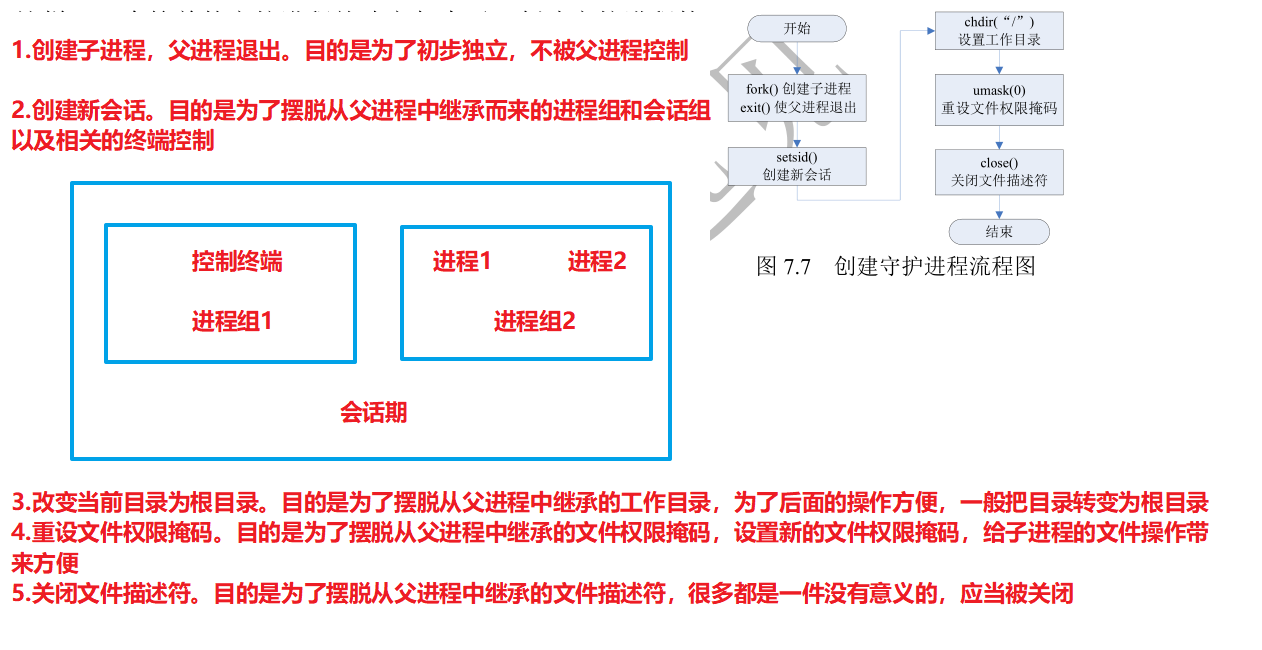 1.创建子进程，父进程退出。目的是为了初步独立，不被父进程控制
2.创建新会话。目的是为了摆脱从父进程中继承而来的进程组和会话组
以及相关的终端控制
控制终端
进程组1
进程1
进程2
进程组2
会话期
开始
fork() 创建子进程
exit() 使父进程退出
setsid()
创建新会话
chdir(“/”)
设置工作目录
umask(0)
重设文件权限掩码
close()
关闭文件描述符
结束
图 7.7 创建守护进程流程图
3.改变当前目录为根目录。目的是为了摆脱从父进程中继承的工作目录，为了后面的操作方便，一般把目录转变为根目录
4.重设文件权限掩码。目的是为了摆脱从父进程中继承的文件权限掩码，设置新的文件权限掩码，给子进程的文件操作带
来方便
5.关闭文件描述符。目的是为了摆脱从父进程中继承的文件描述符，很多都是一件没有意义的，应当被关闭